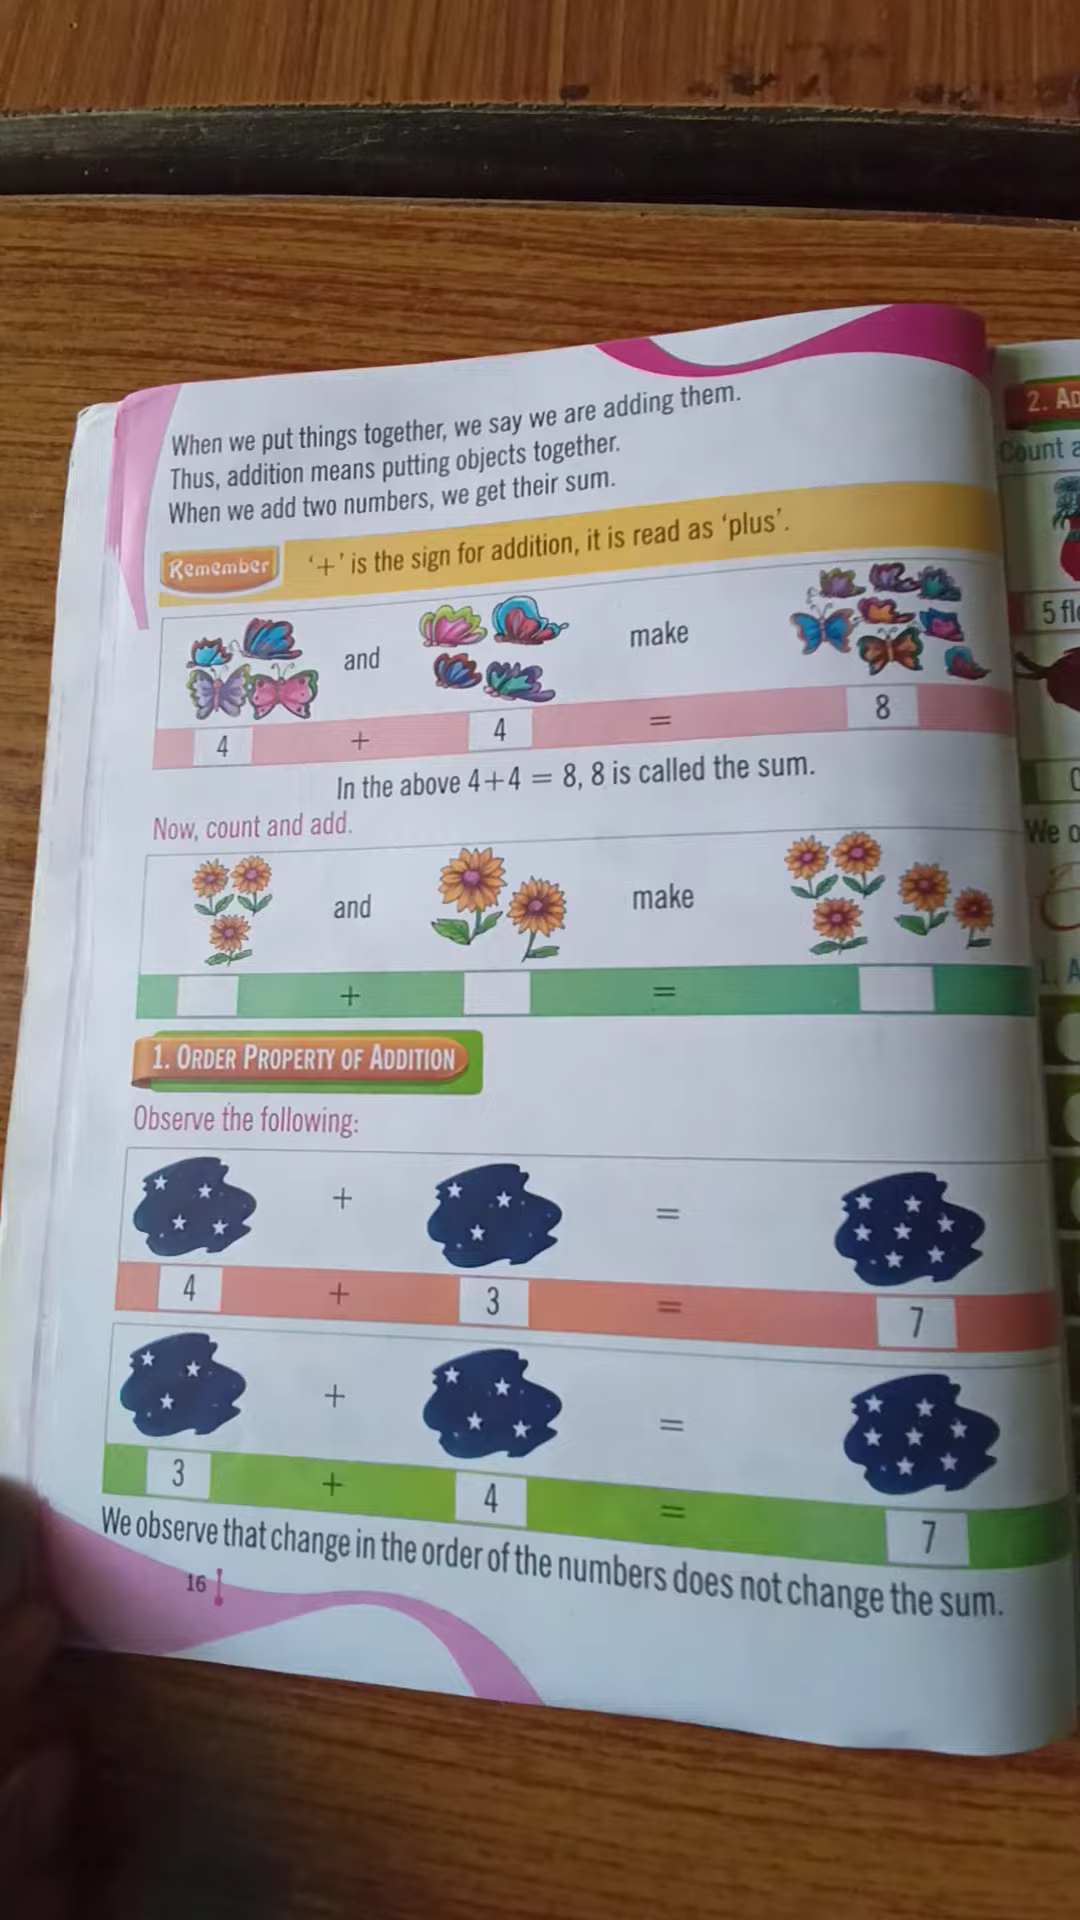 When we put things together, we say we are adding them.
Thus, addition means putting objects together.
When we add two numbers, we get their sum.
Remember '+' is the sign for addition, it is read as 'plus'.
and make
4 + 4 = 8
In the above 4+4 = 8, 8 is called the sum.
Now, count and add.
and make
+ =
1. ORDER PROPERTY OF ADDITION
Observe the following:
+ =
4 + 3 = 7
+ =
3 + 4 = 7
We observe that change in the order of the numbers does not change the sum.
16
2.
Count
5
We
1.